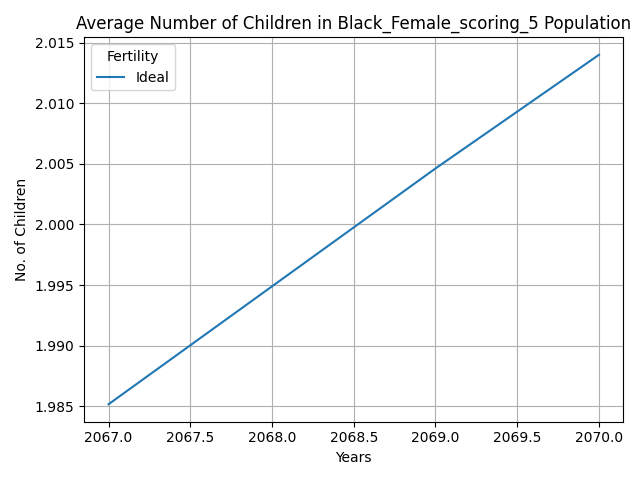 Average Number of Children in Black_Female_scoring_5 Population
Fertility
Ideal
No. of Children
2.015
2.010
2.005
2.000
1.995
1.990
1.985
2067.0 2067.5 2068.0 2068.5 2069.0 2069.5 2070.0
Years